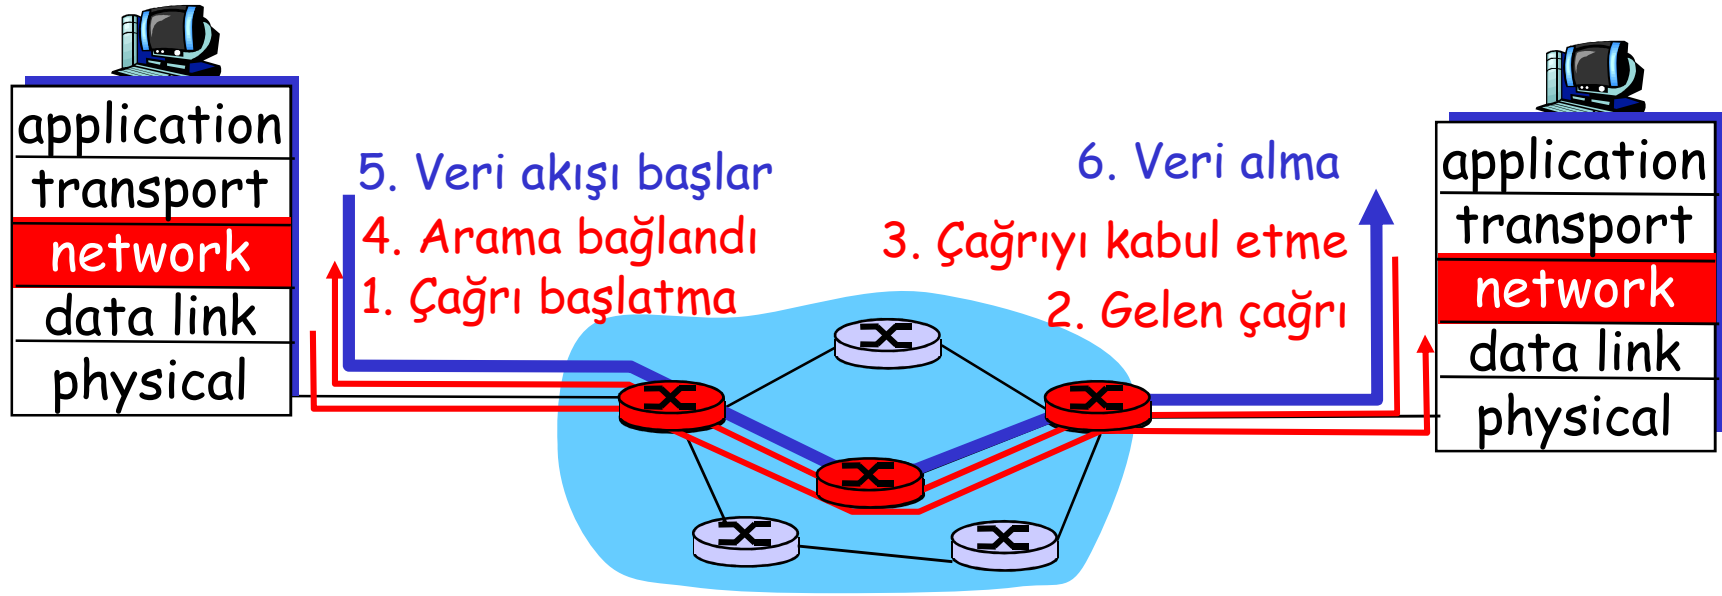 application
transport
network
data link
physical
5. Veri akışı başlar
4. Arama bağlandı
1. Çağrı başlatma
6. Veri alma
3. Çağrıyı kabul etme
2. Gelen çağrı
application
transport
network
data link
physical